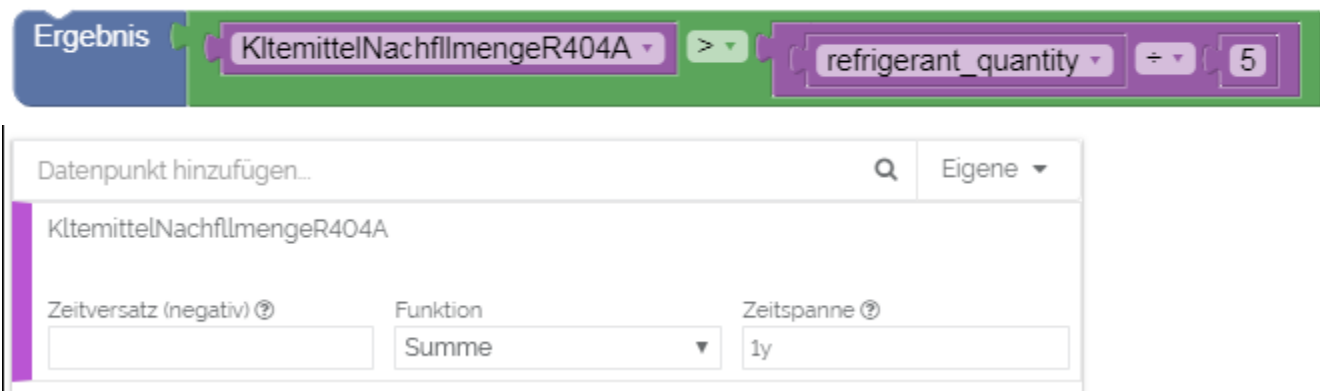 Ergebnis KltemittelNachfllmengeR404A > refrigerant_quantity ÷ 5
Datenpunkt hinzufügen... Eigene
KltemittelNachfllmengeR404A
Zeitversatz (negativ) Funktion Zeitspanne
Summe 1y